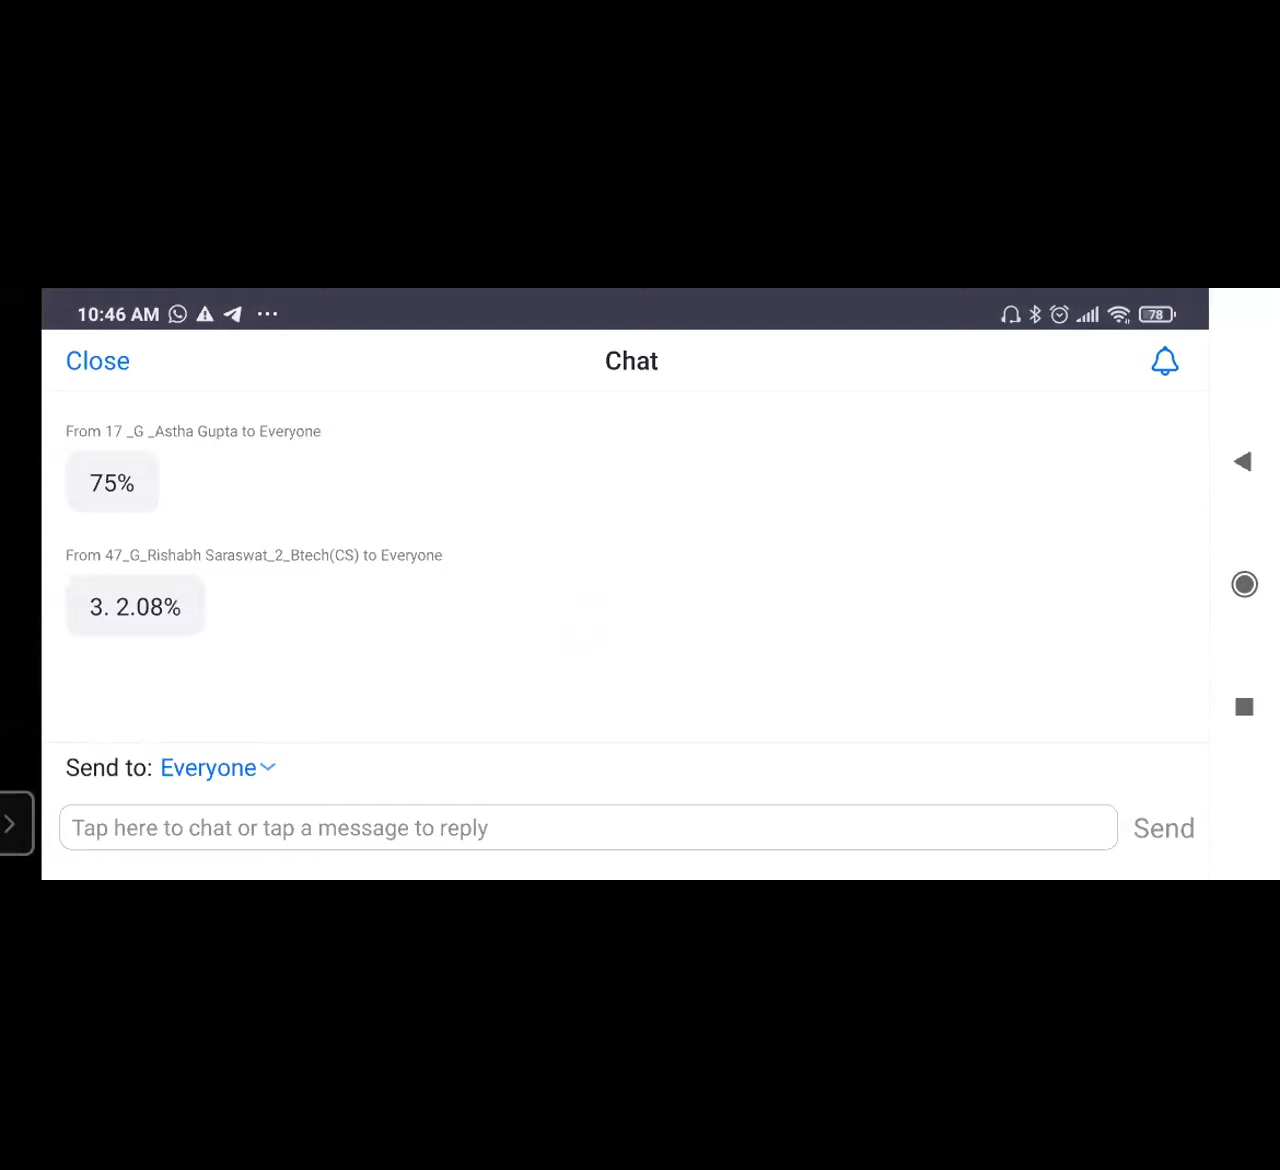 10:46 AM
78
Close
Chat
From 17 _G _Astha Gupta to Everyone
75%
From 47_G_Rishabh Saraswat_2_Btech(CS) to Everyone
3. 2.08%
Send to: Everyone
Tap here to chat or tap a message to reply
Send